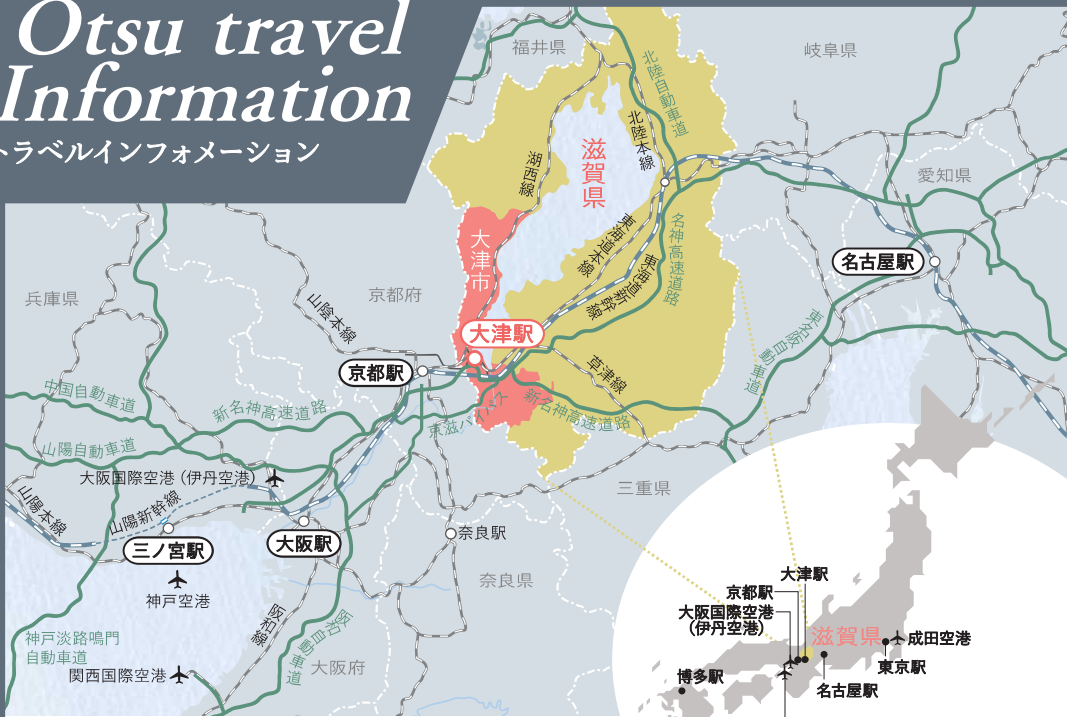 Otsu travel
Information
トラベルインフォメーション
福井県
岐阜県
北陸自動車道
北陸本線
滋賀県
湖西線
愛知県
大津市
東海道本線
東海道新幹線
名神高速道路
名古屋駅
兵庫県
京都府
山陰本線
大津駅
京都駅
草津線
東名阪自動車道
中国自動車道
新名神高速道路
京滋バイパス
新名神高速道路
山陽自動車道
大阪国際空港（伊丹空港）
三重県
山陽本線
山陽新幹線
三ノ宮駅
大阪駅
奈良駅
神戸空港
奈良県
阪和線
阪和自動車道
大阪府
神戸淡路鳴門
自動車道
関西国際空港
大津駅
京都駅
大阪国際空港
（伊丹空港）
滋賀県
成田空港
東京駅
博多駅
名古屋駅